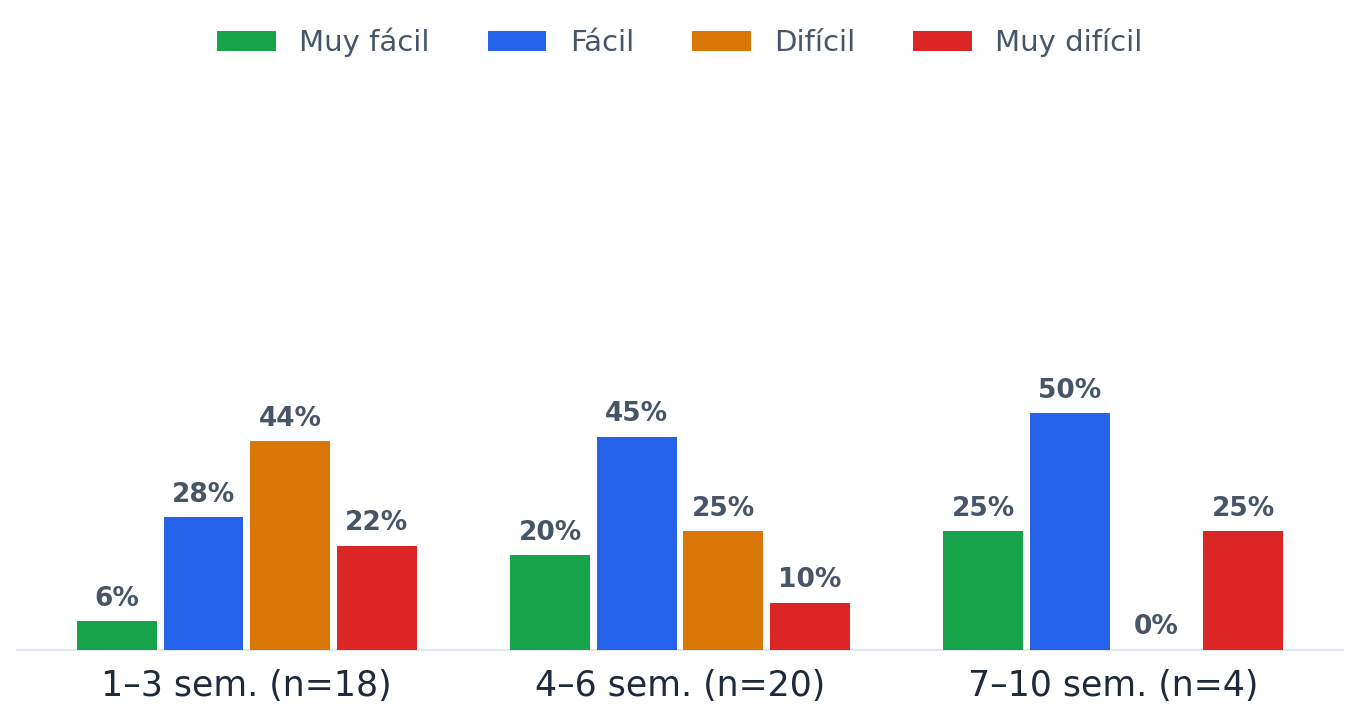 Muy fácil Fácil Difícil Muy difícil
50%
44% 45%
28% 22% 20% 25% 25% 25%
6% 10% 0%
1–3 sem. (n=18) 4–6 sem. (n=20) 7–10 sem. (n=4)